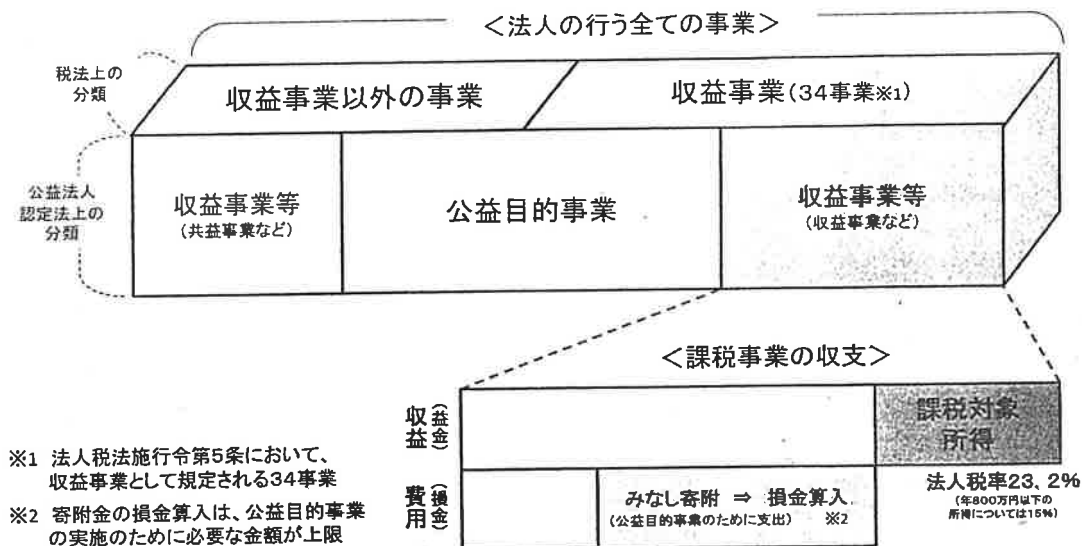 ＜法人の行う全ての事業＞
税法上の
分類
収益事業以外の事業
収益事業(34事業※1)
公益法人
認定法上の
分類
収益事業等
(共益事業など)
公益目的事業
収益事業等
(収益事業など)
＜課税事業の収支＞
収益(益金)
課税対象
所得
費用(損金)
みなし寄附 ⇒ 損金算入
(公益目的事業のために支出) ※2
法人税率23、2%
(年800万円以下の
所得については15%)
※1 法人税法施行令第5条において、
収益事業として規定される34事業
※2 寄附金の損金算入は、公益目的事業
の実施のために必要な金額が上限